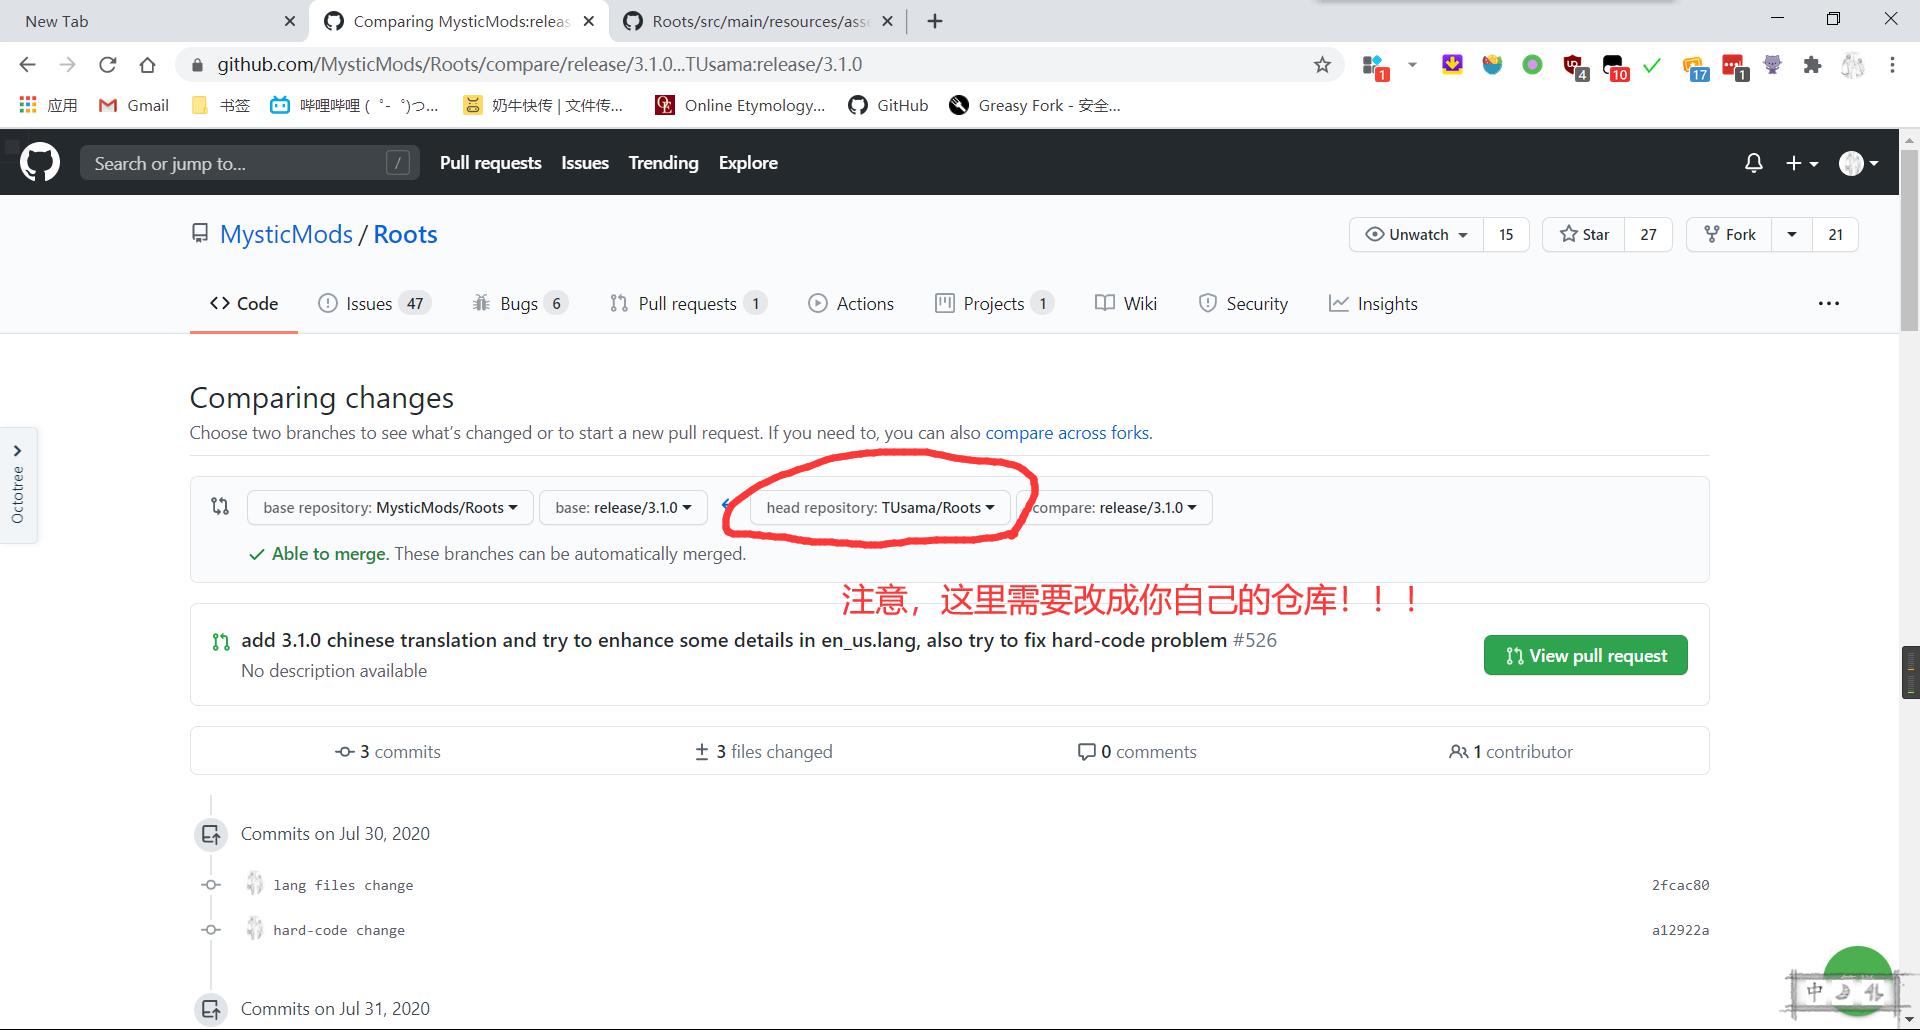 New Tab
Comparing MysticMods:releas
Roots/src/main/resources/asse
github.com/MysticMods/Roots/compare/release/3.1.0...TUsama:release/3.1.0
1
4
10
17
1
应用
Gmail
书签
哔哩哔哩 ( ゜- ゜)つ...
奶牛快传 | 文件传...
Online Etymology...
GitHub
Greasy Fork - 安全...
Search or jump to...
/
Pull requests
Issues
Trending
Explore
MysticMods / Roots
Unwatch 15
Star 27
Fork 21
Code
Issues 47
Bugs 6
Pull requests 1
Actions
Projects 1
Wiki
Security
Insights
Comparing changes
Choose two branches to see what's changed or to start a new pull request. If you need to, you can also compare across forks.
Octotree
base repository: MysticMods/Roots
base: release/3.1.0
head repository: TUsama/Roots
compare: release/3.1.0
Able to merge. These branches can be automatically merged.
注意，这里需要改成你自己的仓库！！！
add 3.1.0 chinese translation and try to enhance some details in en_us.lang, also try to fix hard-code problem #526
No description available
View pull request
3 commits
3 files changed
0 comments
1 contributor
Commits on Jul 30, 2020
lang files change
2fcac80
hard-code change
a12922a
Commits on Jul 31, 2020
中